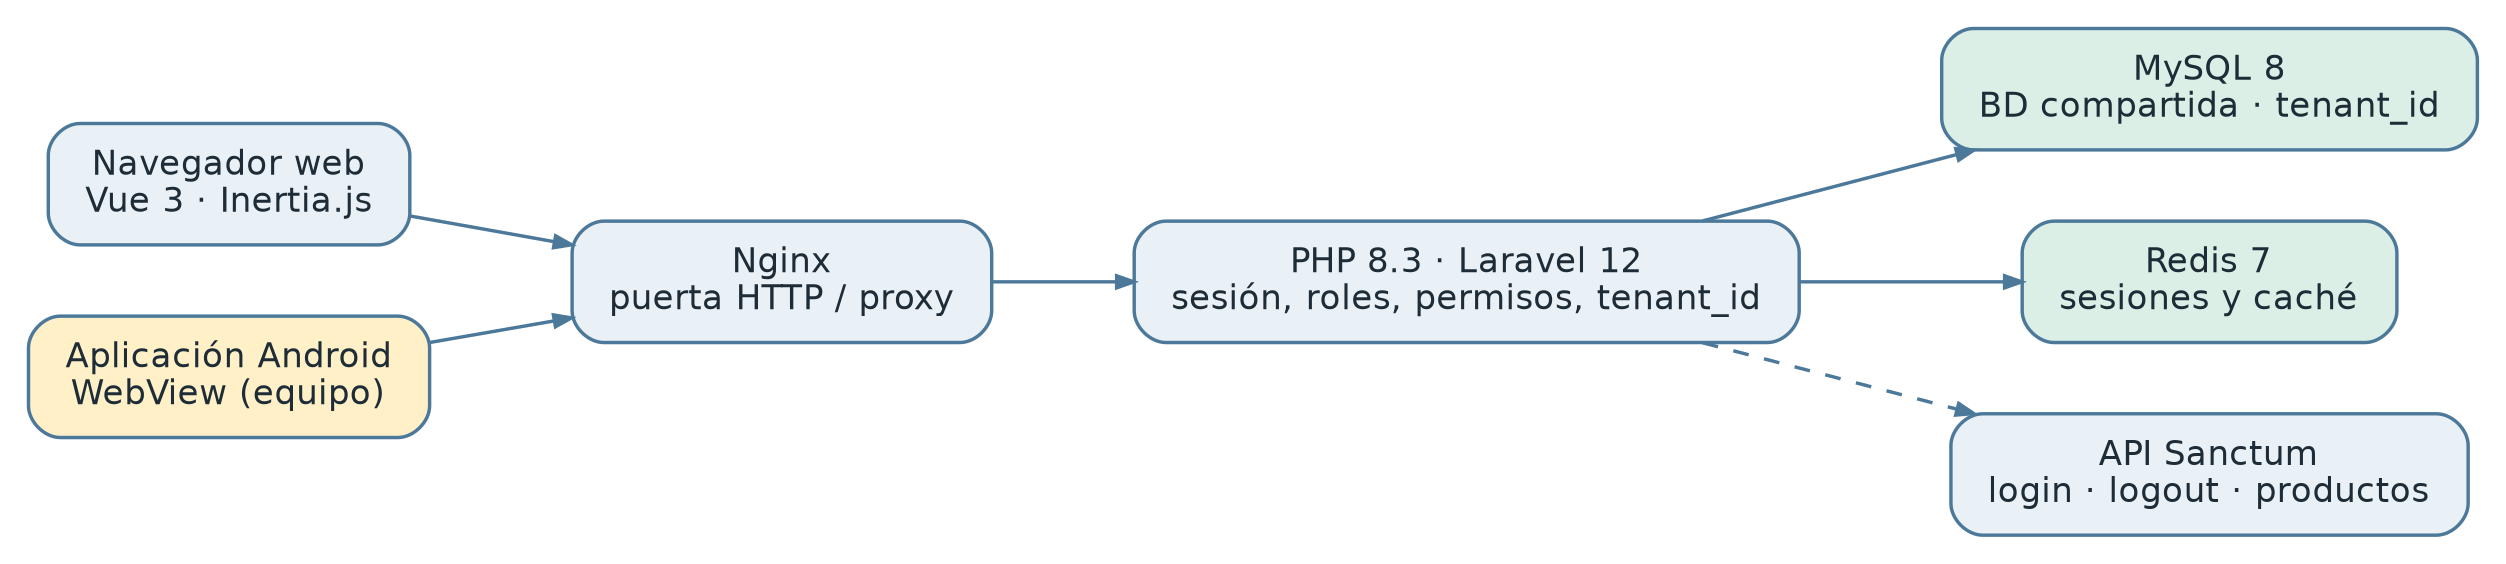 Navegador web
Vue 3 · Inertia.js
Aplicación Android
WebView (equipo)
Nginx
puerta HTTP / proxy
PHP 8.3 · Laravel 12
sesión, roles, permisos, tenant_id
MySQL 8
BD compartida · tenant_id
Redis 7
sesiones y caché
API Sanctum
login · logout · productos